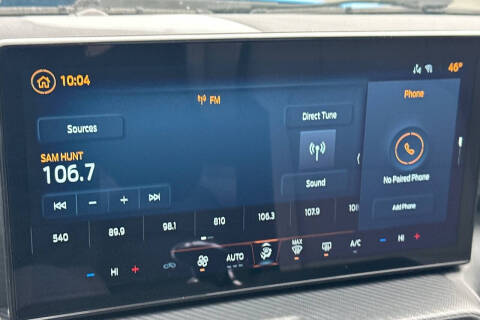 10:04
46°
FM
Phone
Sources
Direct Tune
SAM HUNT
106.7
Sound
No Paired Phone
Add Phone
540 89.9 98.1 810 106.3 107.9
- HI + AUTO MAX A/C - HI +